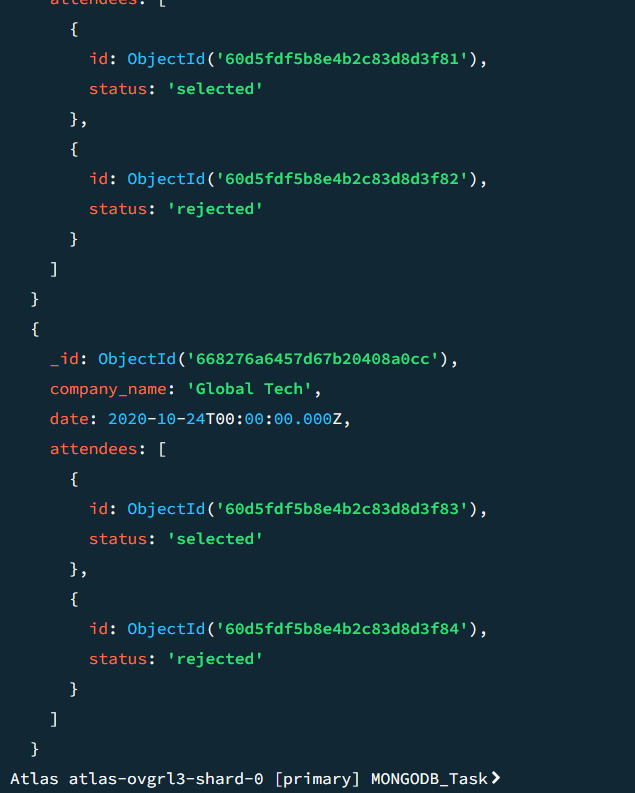 attendees: [
{
id: ObjectId('60d5fdf5b8e4b2c83d8d3f81'),
status: 'selected'
},
{
id: ObjectId('60d5fdf5b8e4b2c83d8d3f82'),
status: 'rejected'
}
]
}
{
_id: ObjectId('668276a6457d67b20408a0cc'),
company_name: 'Global Tech',
date: 2020-10-24T00:00:00.000Z,
attendees: [
{
id: ObjectId('60d5fdf5b8e4b2c83d8d3f83'),
status: 'selected'
},
{
id: ObjectId('60d5fdf5b8e4b2c83d8d3f84'),
status: 'rejected'
}
]
}
Atlas atlas-ovgrl3-shard-0 [primary] MONGODB_Task>